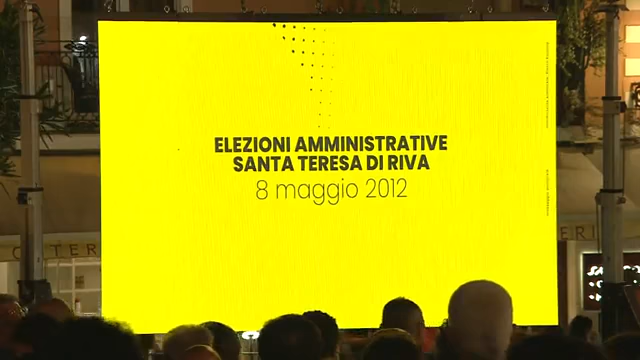 ELEZIONI AMMINISTRATIVE
SANTA TERESA DI RIVA
8 maggio 2012